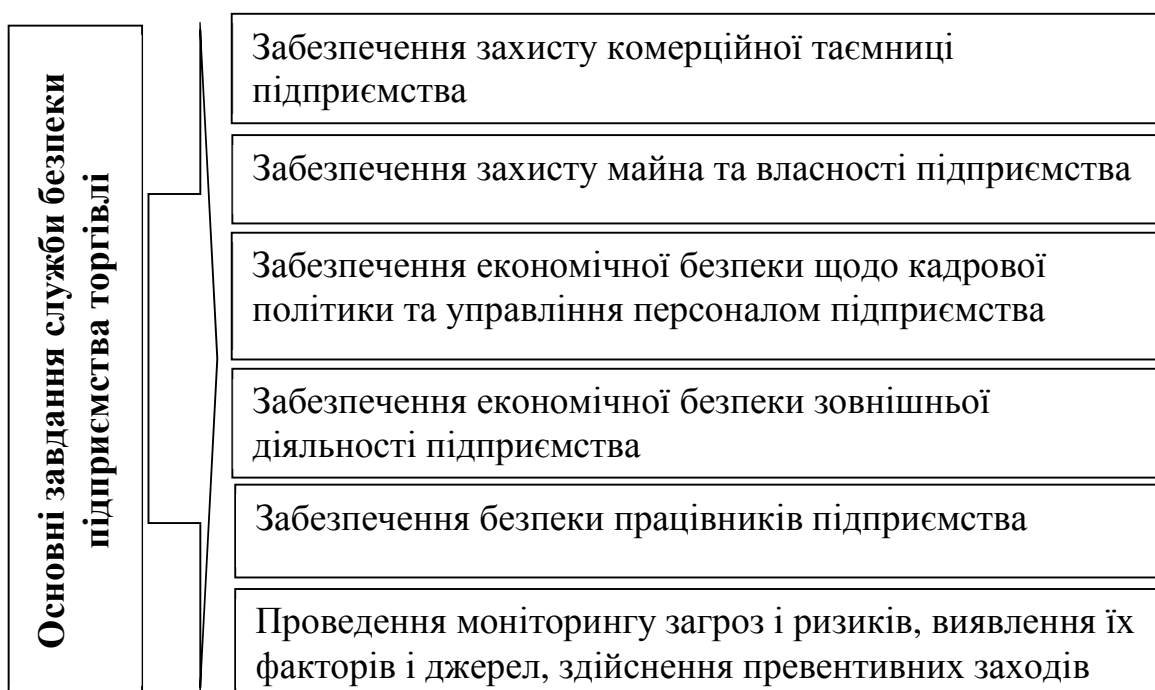 Основні завдання служби безпеки
підприємства торгівлі
Забезпечення захисту комерційної таємниці
підприємства
Забезпечення захисту майна та власності підприємства
Забезпечення економічної безпеки щодо кадрової
політики та управління персоналом підприємства
Забезпечення економічної безпеки зовнішньої
діяльності підприємства
Забезпечення безпеки працівників підприємства
Проведення моніторингу загроз і ризиків, виявлення їх
факторів і джерел, здійснення превентивних заходів